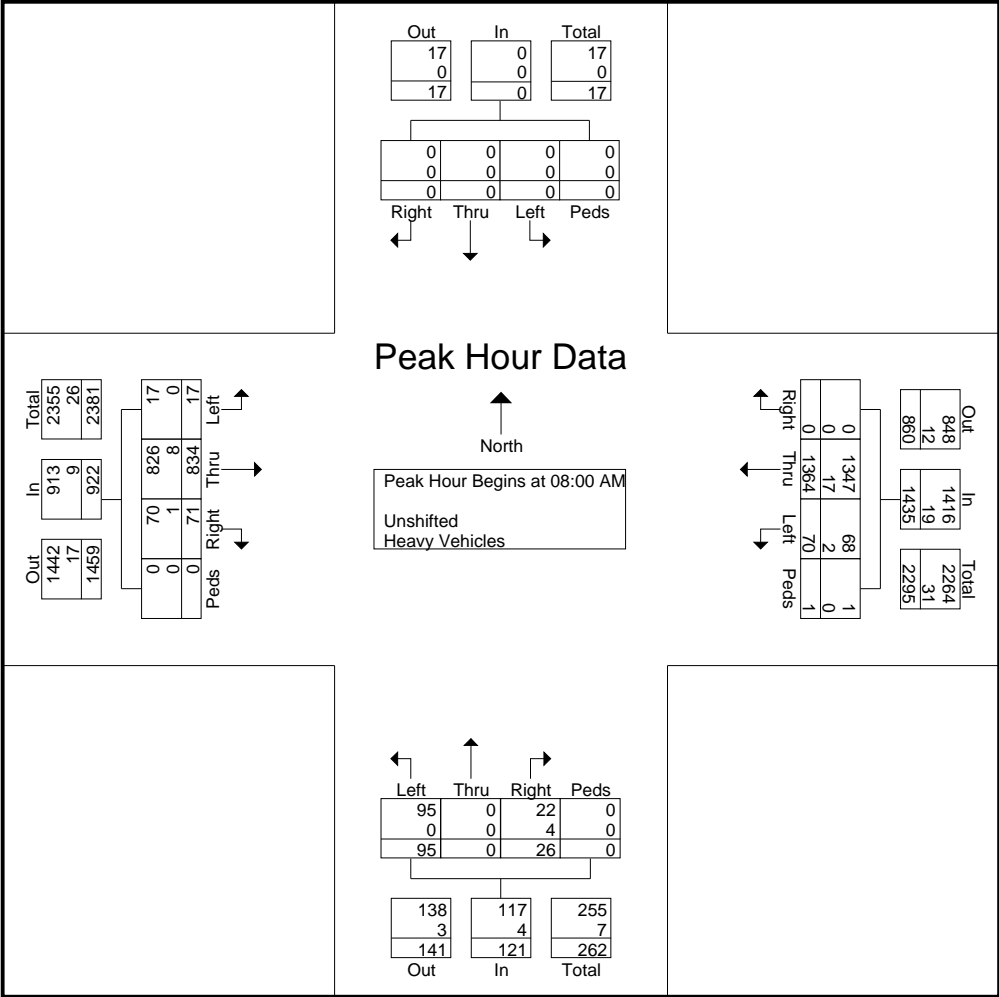 Out In Total
17 0 17
0 0 0
17 0 17
0 0 0 0
0 0 0 0
0 0 0 0
Right Thru Left Peds
Peak Hour Data
North
Peak Hour Begins at 08:00 AM
Unshifted
Heavy Vehicles
Total In Out
2355 913 1442
26 9 17
2381 922 1459
17 826 70 0
0 8 1 0
17 834 71 0
Left Thru Right Peds
Out In Total
848 1416 2264
12 19 31
860 1435 2295
0 1347 68 1
0 17 2 0
0 1364 70 1
Right Thru Left Peds
Left Thru Right Peds
95 0 22 0
0 0 4 0
95 0 26 0
138 117 255
3 4 7
141 121 262
Out In Total